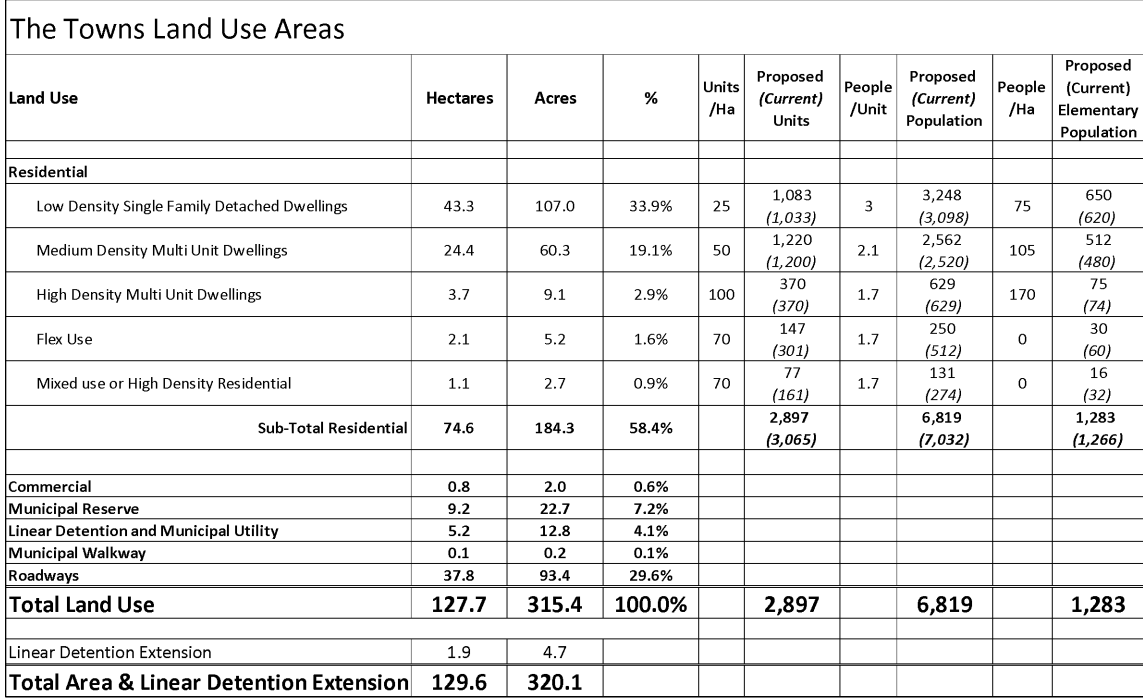 The Towns Land Use Areas
Land Use Hectares Acres % Units /Ha Proposed (Current) Units People /Unit Proposed (Current) Population People /Ha Proposed (Current) Elementary Population
Residential
Low Density Single Family Detached Dwellings 43.3 107.0 33.9% 25 1,083 (1,033) 3 3,248 (3,098) 75 650 (620)
Medium Density Multi Unit Dwellings 24.4 60.3 19.1% 50 1,220 (1,200) 2.1 2,562 (2,520) 105 512 (480)
High Density Multi Unit Dwellings 3.7 9.1 2.9% 100 370 (370) 1.7 629 (629) 170 75 (74)
Flex Use 2.1 5.2 1.6% 70 147 (301) 1.7 250 (512) 0 30 (60)
Mixed use or High Density Residential 1.1 2.7 0.9% 70 77 (161) 1.7 131 (274) 0 16 (32)
Sub-Total Residential 74.6 184.3 58.4% 2,897 (3,065) 6,819 (7,032) 1,283 (1,266)
Commercial 0.8 2.0 0.6%
Municipal Reserve 9.2 22.7 7.2%
Linear Detention and Municipal Utility 5.2 12.8 4.1%
Municipal Walkway 0.1 0.2 0.1%
Roadways 37.8 93.4 29.6%
Total Land Use 127.7 315.4 100.0% 2,897 6,819 1,283
Linear Detention Extension 1.9 4.7
Total Area & Linear Detention Extension 129.6 320.1